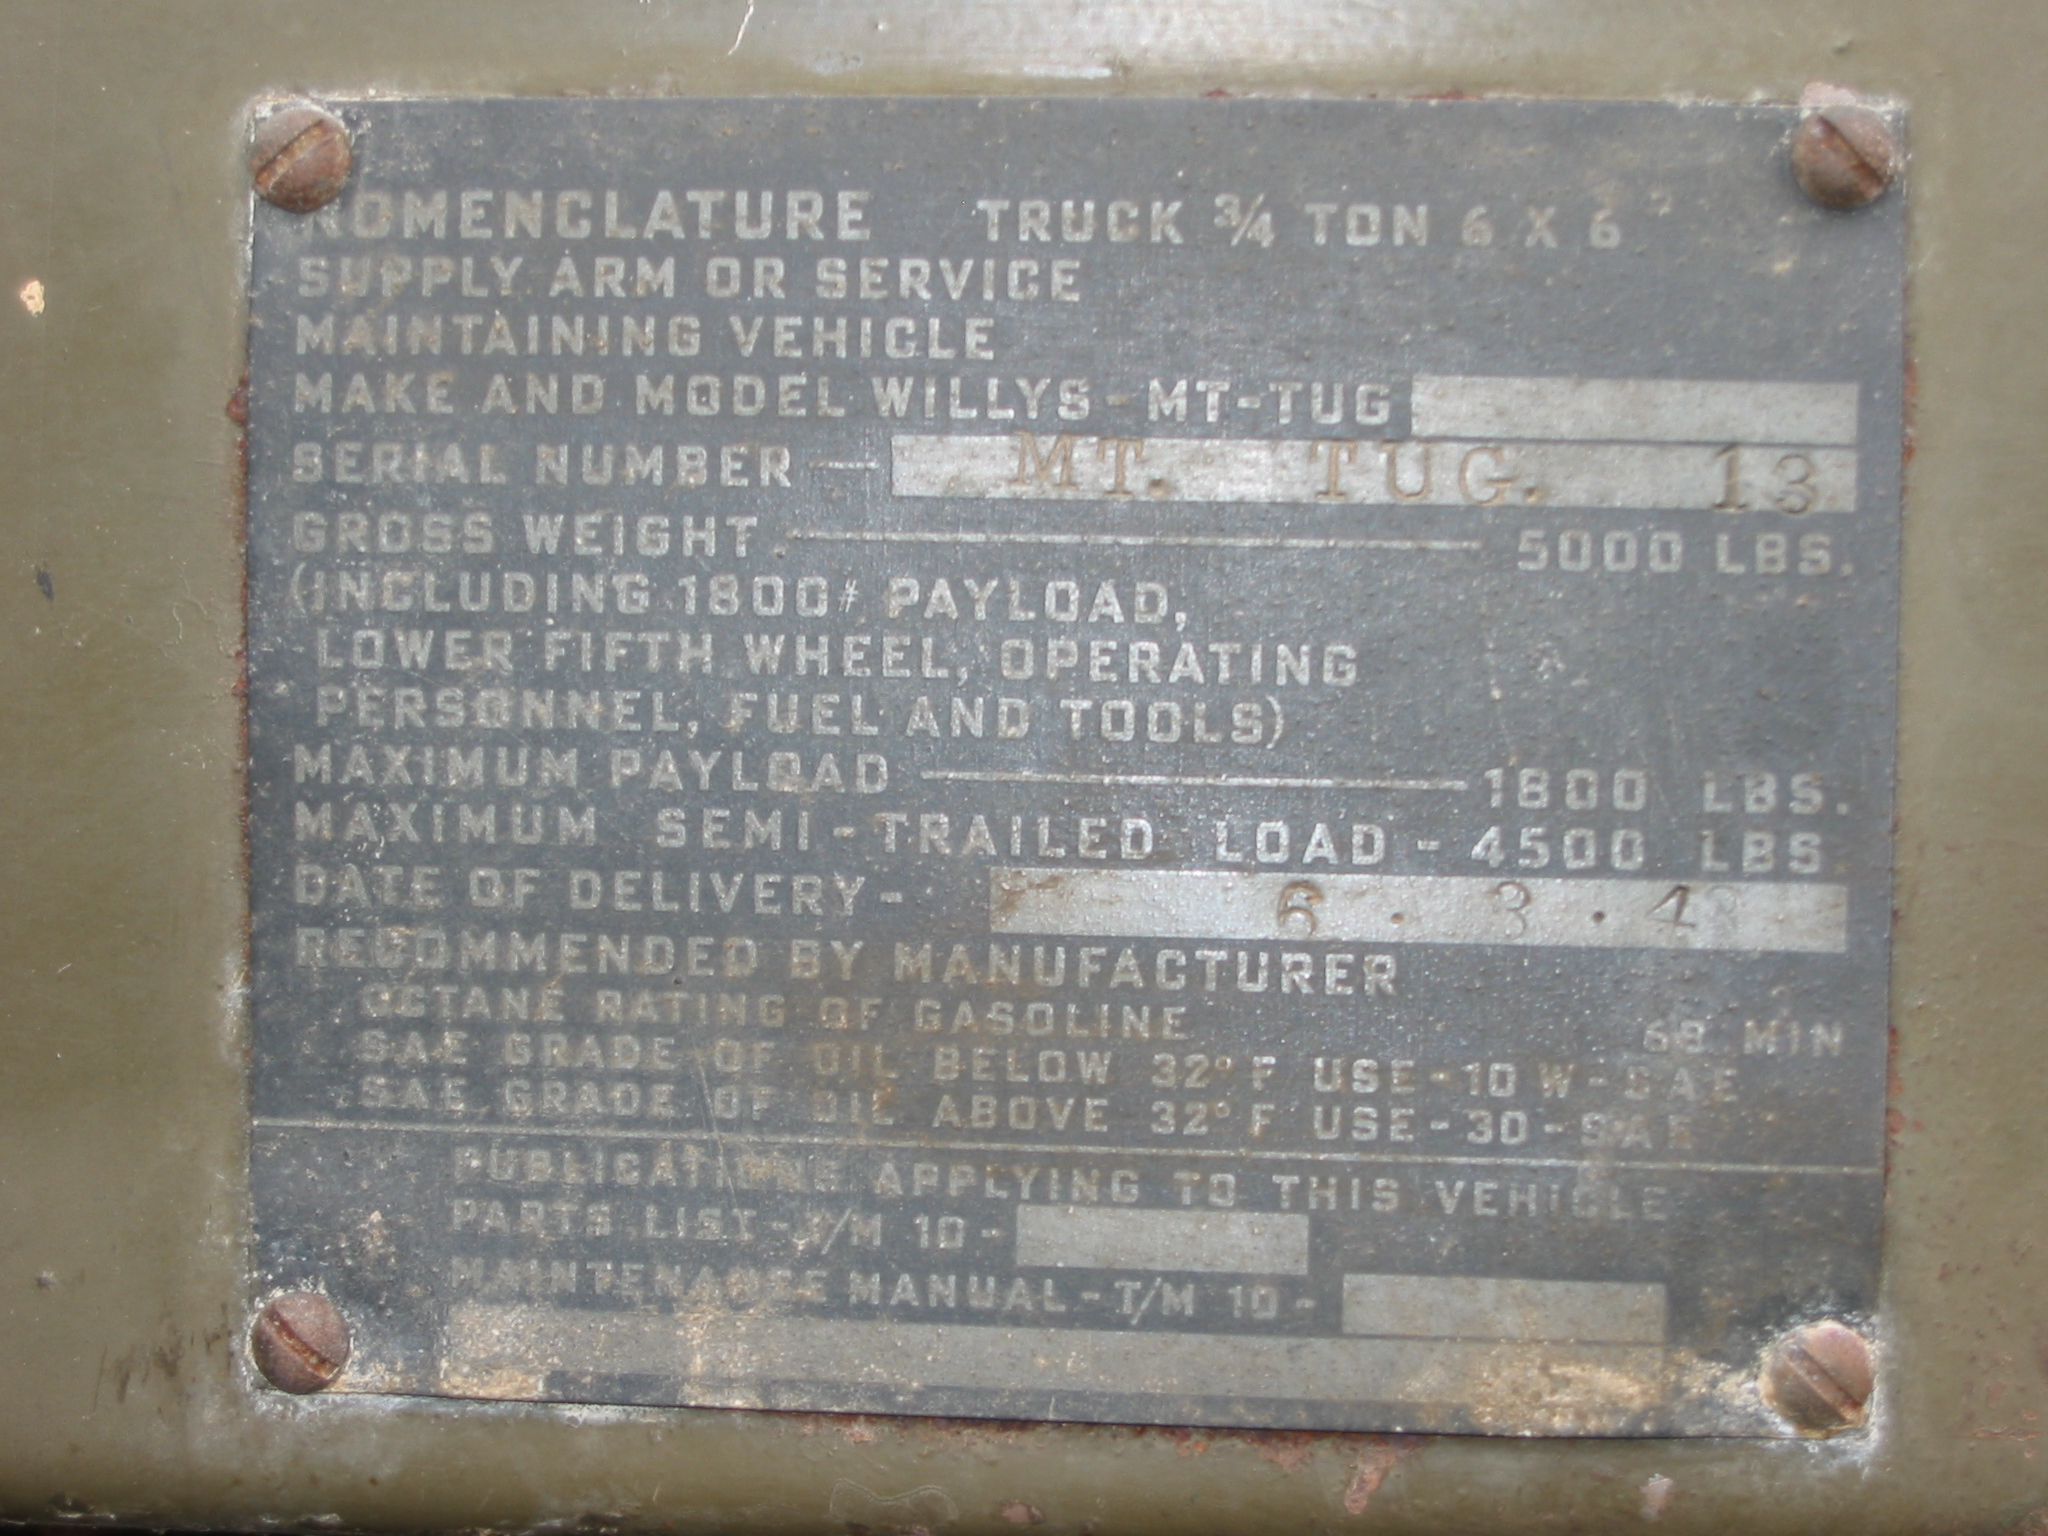 NOMENCLATURE TRUCK ¾ TON 6 X 6
SUPPLY ARM OR SERVICE
MAINTAINING VEHICLE
MAKE AND MODEL WILLYS-MT-TUG
SERIAL NUMBER — MT. TUG. 13
GROSS WEIGHT — 5000 LBS.
(INCLUDING 1800# PAYLOAD,
LOWER FIFTH WHEEL, OPERATING
PERSONNEL, FUEL AND TOOLS)
MAXIMUM PAYLOAD — 1800 LBS.
MAXIMUM SEMI-TRAILED LOAD - 4500 LBS
DATE OF DELIVERY - 6 . 3 .
RECOMMENDED BY MANUFACTURER
OCTANE RATING OF GASOLINE 68 MIN
SAE GRADE OF OIL BELOW 32° F USE-10 W-SAE
SAE GRADE OF OIL ABOVE 32° F USE-30-SAE
PUBLICATIONS APPLYING TO THIS VEHICLE
PARTS LIST - T/M 10 -
MAINTENANCE MANUAL - T/M 10 -